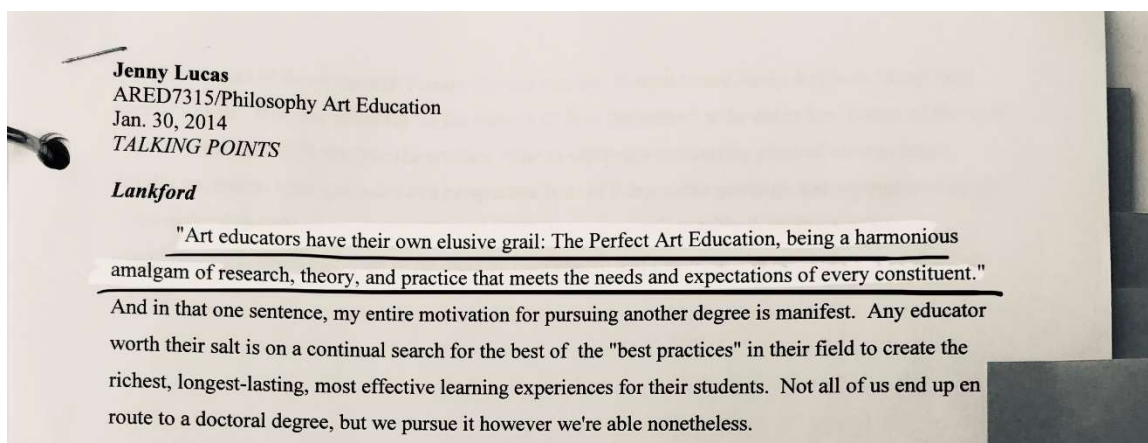 Jenny Lucas
ARED7315/Philosophy Art Education
Jan. 30, 2014
TALKING POINTS
Lankford
"Art educators have their own elusive grail: The Perfect Art Education, being a harmonious
amalgam of research, theory, and practice that meets the needs and expectations of every constituent."
And in that one sentence, my entire motivation for pursuing another degree is manifest. Any educator
worth their salt is on a continual search for the best of the "best practices" in their field to create the
richest, longest-lasting, most effective learning experiences for their students. Not all of us end up en
route to a doctoral degree, but we pursue it however we're able nonetheless.